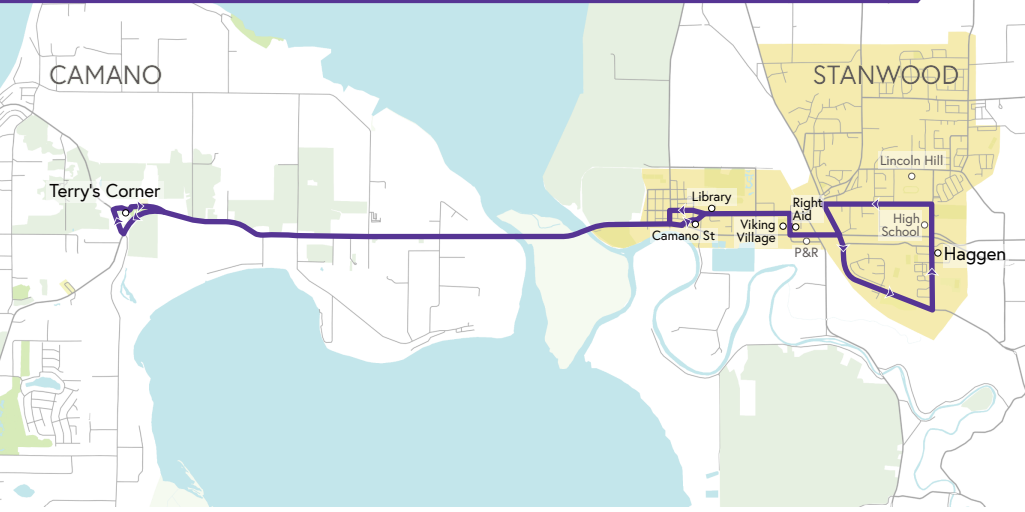 CAMANO
STANWOOD
Lincoln Hill
Terry's Corner
Library
Right
Aid
High
School
Viking
Village
Camano St
P&R
Haggen